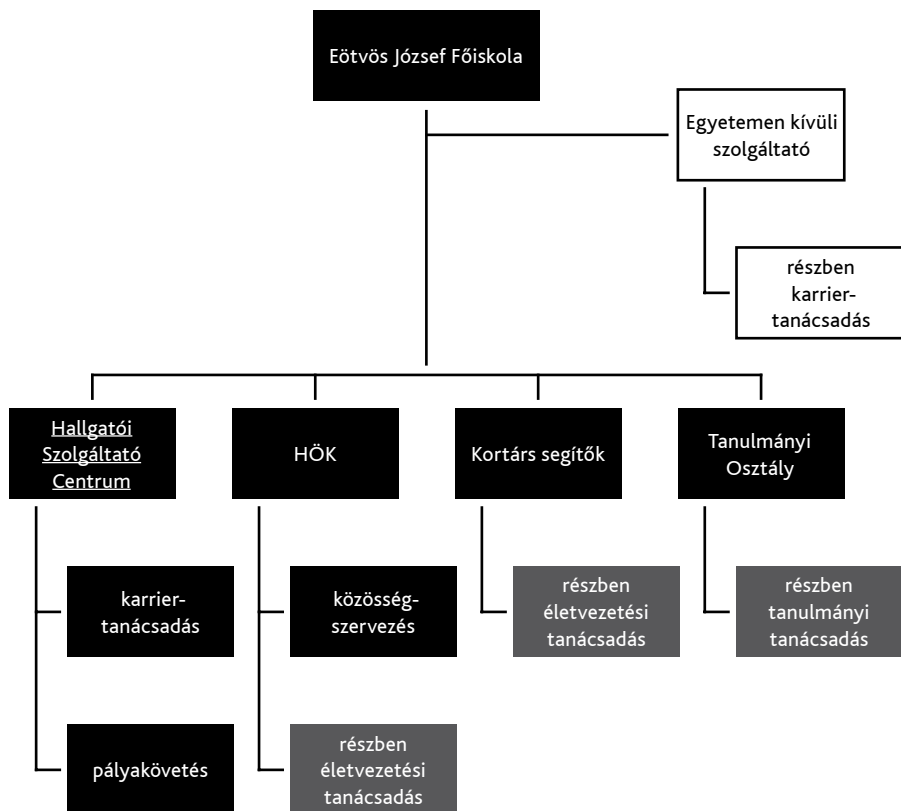 Eötvös József Főiskola
Egyetemen kívüli
szolgáltató
részben
karrier-
tanácsadás
Hallgatói
Szolgáltató
Centrum
HÖK
Kortárs segítők
Tanulmányi
Osztály
karrier-
tanácsadás
közösség-
szervezés
részben
életvezetési
tanácsadás
részben
tanulmányi
tanácsadás
pályakövetés
részben
életvezetési
tanácsadás